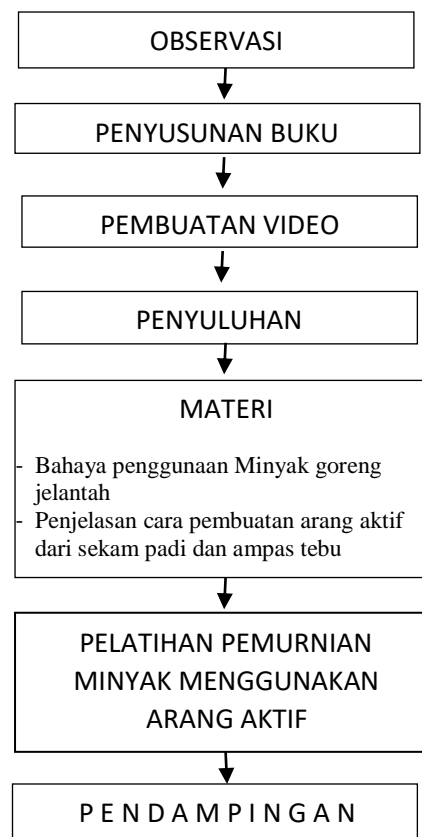 OBSERVASI
PENYUSUNAN BUKU
PEMBUATAN VIDEO
PENYULUHAN
MATERI
- Bahaya penggunaan Minyak goreng
jelantah
- Penjelasan cara pembuatan arang aktif
dari sekam padi dan ampas tebu
PELATIHAN PEMURNIAN
MINYAK MENGGUNAKAN
ARANG AKTIF
P E N D A M P I N G A N